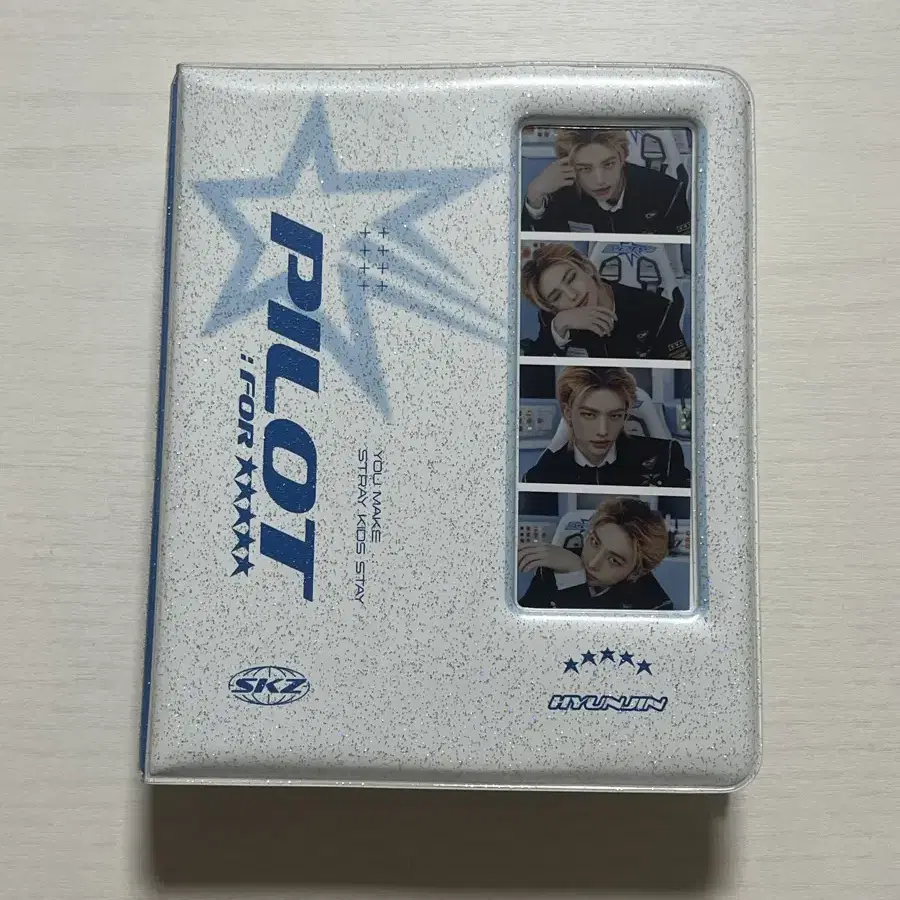 PILOT
: FOR ★★★★★
YOU MAKE
STRAY KIDS STAY
SKZ
★★★★★
HYUNJIN